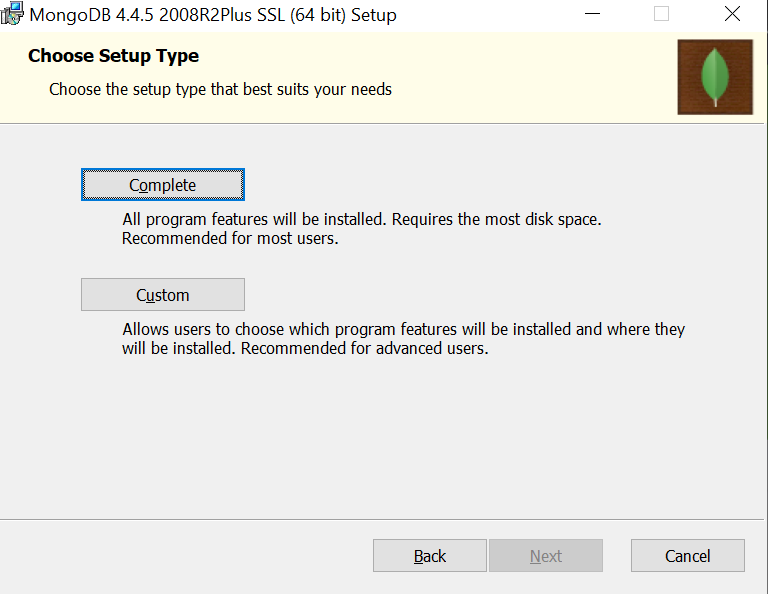 MongoDB 4.4.5 2008R2Plus SSL (64 bit) Setup
Choose Setup Type
Choose the setup type that best suits your needs
Complete
All program features will be installed. Requires the most disk space.
Recommended for most users.
Custom
Allows users to choose which program features will be installed and where they
will be installed. Recommended for advanced users.
Back Next Cancel